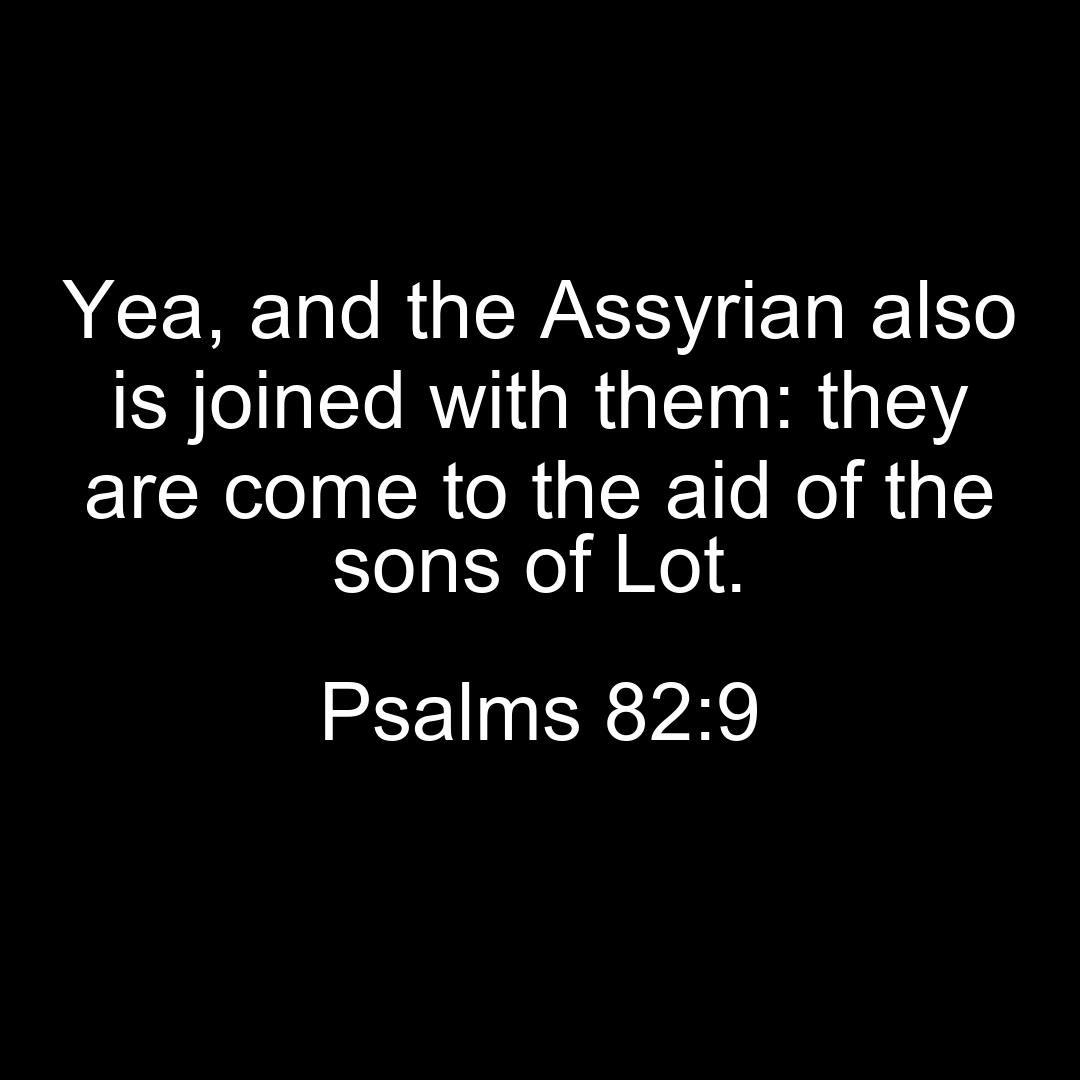 Yea, and the Assyrian also
is joined with them: they
are come to the aid of the
sons of Lot.
Psalms 82:9